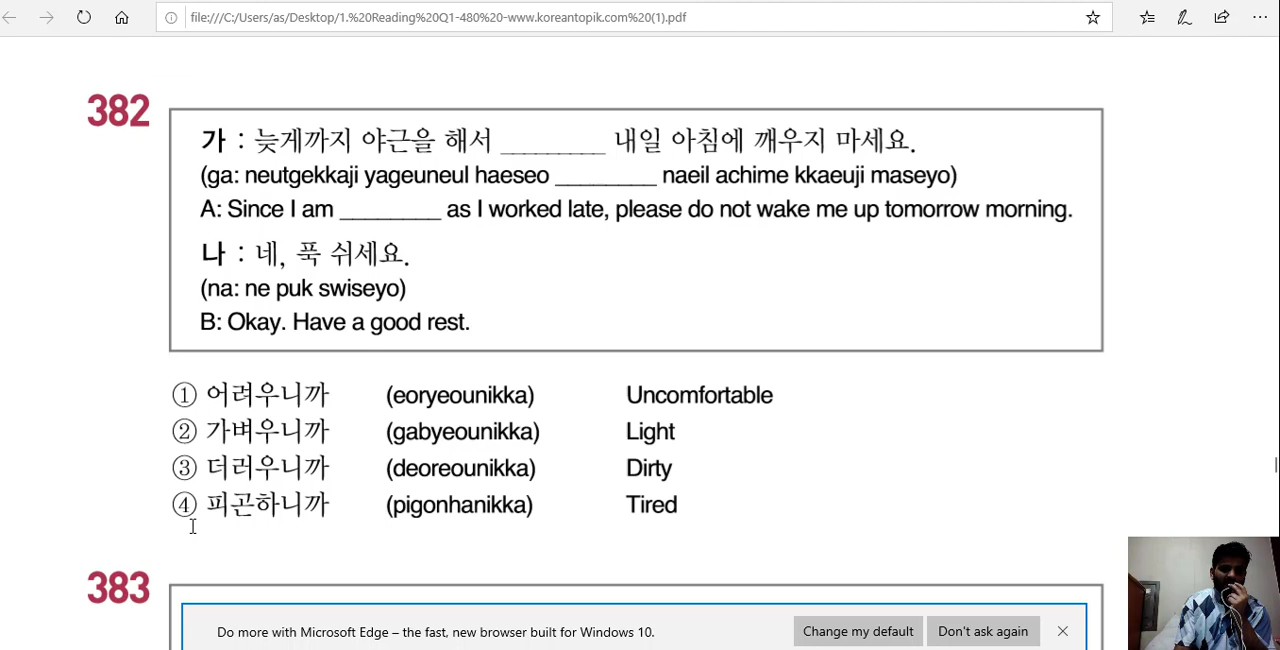 file:///C:/Users/as/Desktop/1.%20Reading%20Q1-480%20-www.koreantopik.com%20(1).pdf
382
가 : 늦게까지 야근을 해서 _________ 내일 아침에 깨우지 마세요.
(ga: neutgekkaji yageuneul haeseo ________ naeil achime kkaeuji maseyo)
A: Since I am ________ as I worked late, please do not wake me up tomorrow morning.
나 : 네, 푹 쉬세요.
(na: ne puk swiseyo)
B: Okay. Have a good rest.
① 어려우니까 (eoryeounikka) Uncomfortable
② 가벼우니까 (gabyeounikka) Light
③ 더러우니까 (deoreounikka) Dirty
④ 피곤하니까 (pigonhanikka) Tired
383
Do more with Microsoft Edge – the fast, new browser built for Windows 10. Change my default Don't ask again